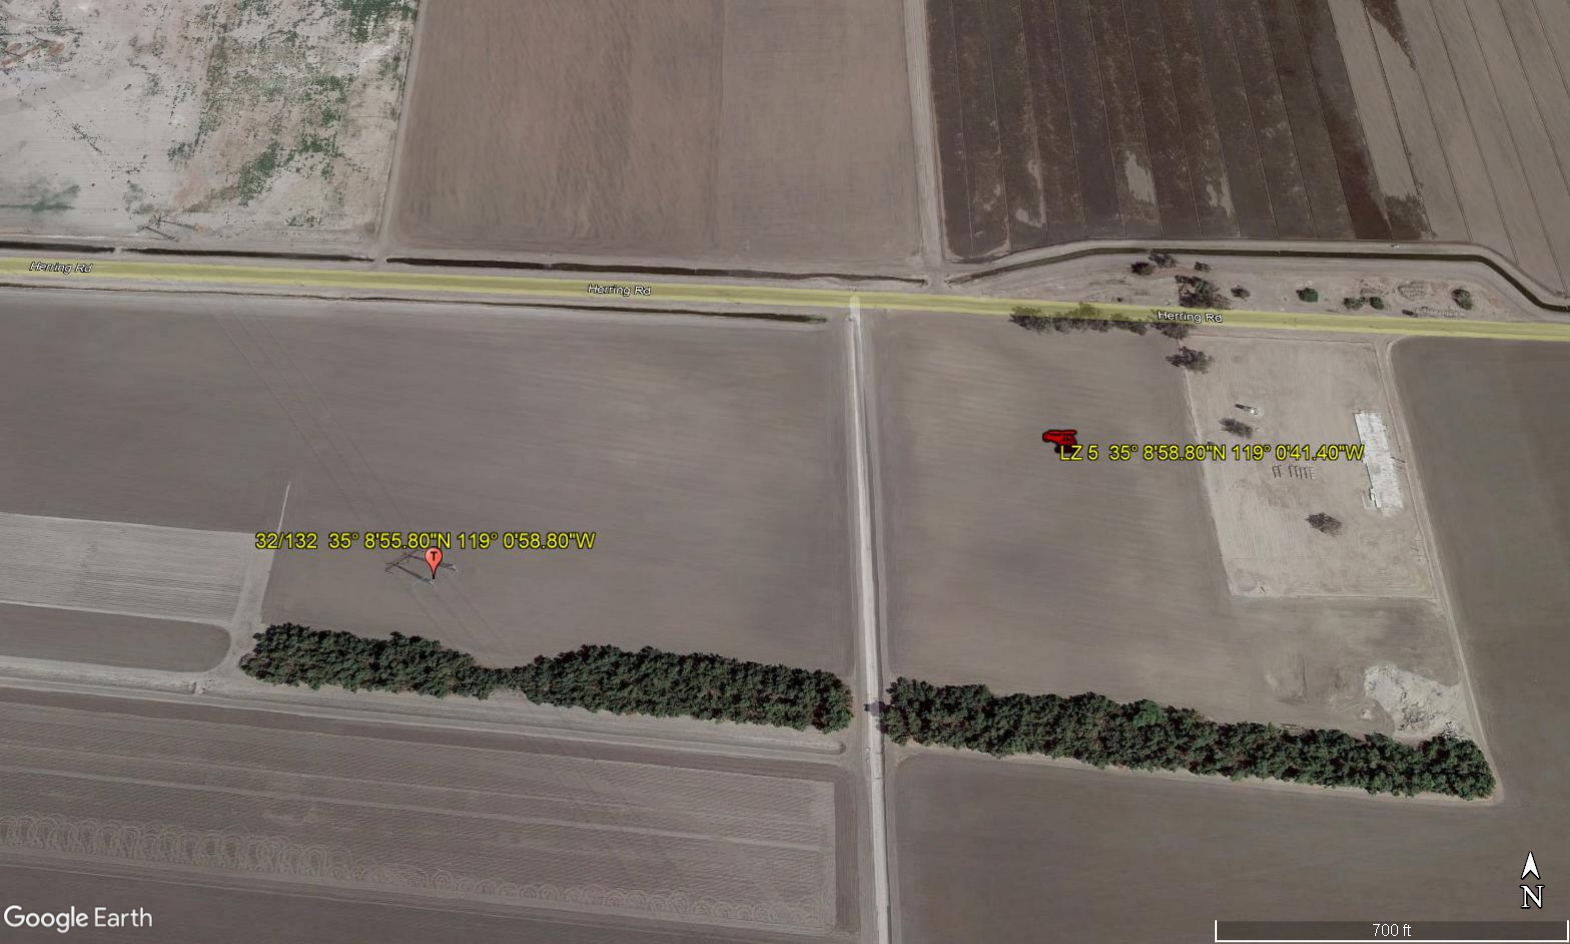 Herring Rd
Herring Rd
Herring Rd
LZ 5  35° 8'58.80"N 119° 0'41.40"W
32/132  35° 8'55.80"N 119° 0'58.80"W
T
N
Google Earth
700 ft